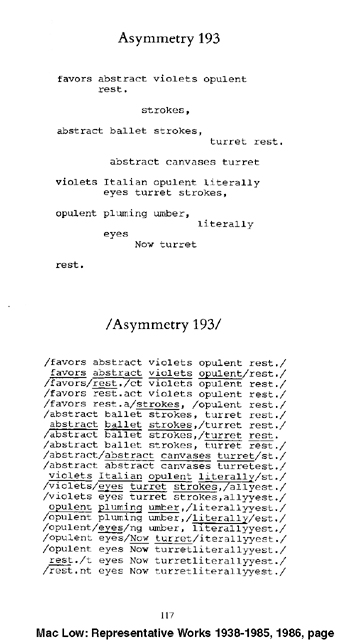 Asymmetry 193
favors abstract violets opulent
rest.
strokes,
abstract ballet strokes,
turret rest.
abstract canvases turret
violets Italian opulent literally
eyes turret strokes,
opulent pluming umber,
literally
eyes
Now turret
rest.
/Asymmetry 193/
/favors abstract violets opulent rest./
favors abstract violets opulent/rest./
/favors/rest./ct violets opulent rest./
/favors rest.act violets opulent rest./
/favors rest.a/strokes, /opulent rest./
/abstract ballet strokes, turret rest./
abstract ballet strokes,/turret rest./
/abstract ballet strokes,/turret rest.
/abstract ballet strokes, turret rest./
/abstract/abstract canvases turret/st./
/abstract abstract canvases turretest./
violets Italian opulent literally/st./
/violets/eyes turret strokes,/allyest./
/violets eyes turret strokes,allyyest./
opulent pluming umber,/literallyyest./
/opulent pluming umber,/literally/est./
/opulent/eyes/ng umber, literallyyest./
/opulent eyes/Now turret/iterallyyest./
/opulent eyes Now turretliterallyyest./
rest./t eyes Now turretliterallyyest./
/rest.nt eyes Now turretliterallyyest./
117
Mac Low: Representative Works 1938-1985, 1986, page